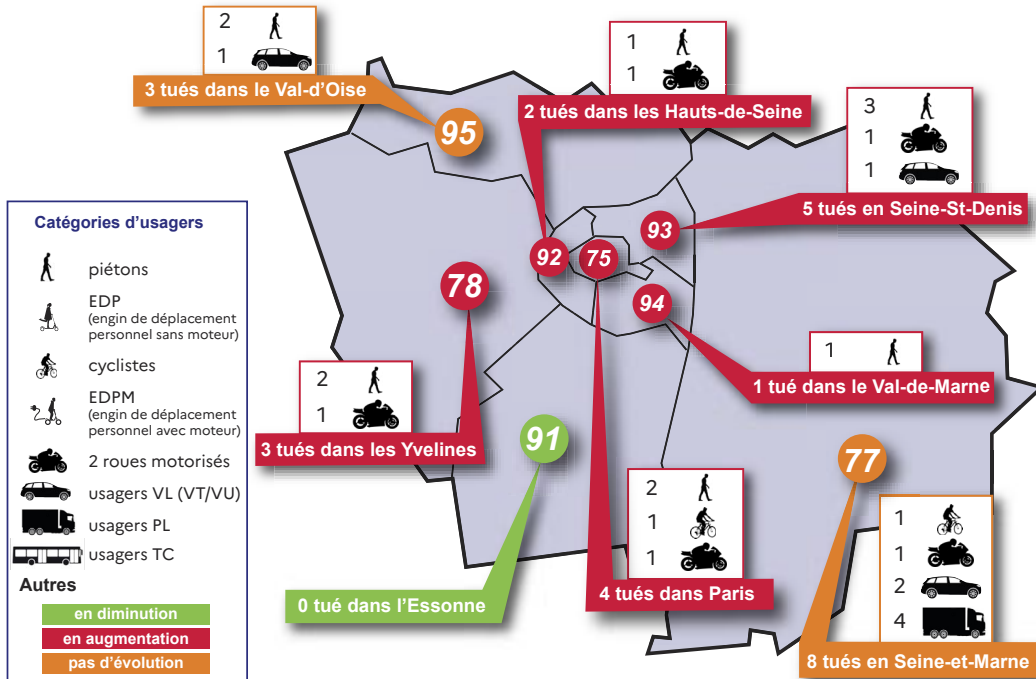 2
1
3 tués dans le Val-d'Oise
95
1
1
2 tués dans les Hauts-de-Seine
92
3
1
1
5 tués en Seine-St-Denis
93
75
78
94
Catégories d'usagers
piétons
EDP
(engin de déplacement
personnel sans moteur)
cyclistes
EDPM
(engin de déplacement
personnel avec moteur)
2 roues motorisés
usagers VL (VT/VU)
usagers PL
usagers TC
Autres
en diminution
en augmentation
pas d'évolution
2
1
3 tués dans les Yvelines
1
1 tué dans le Val-de-Marne
91
0 tué dans l'Essonne
2
1
1
4 tués dans Paris
77
1
1
2
4
8 tués en Seine-et-Marne